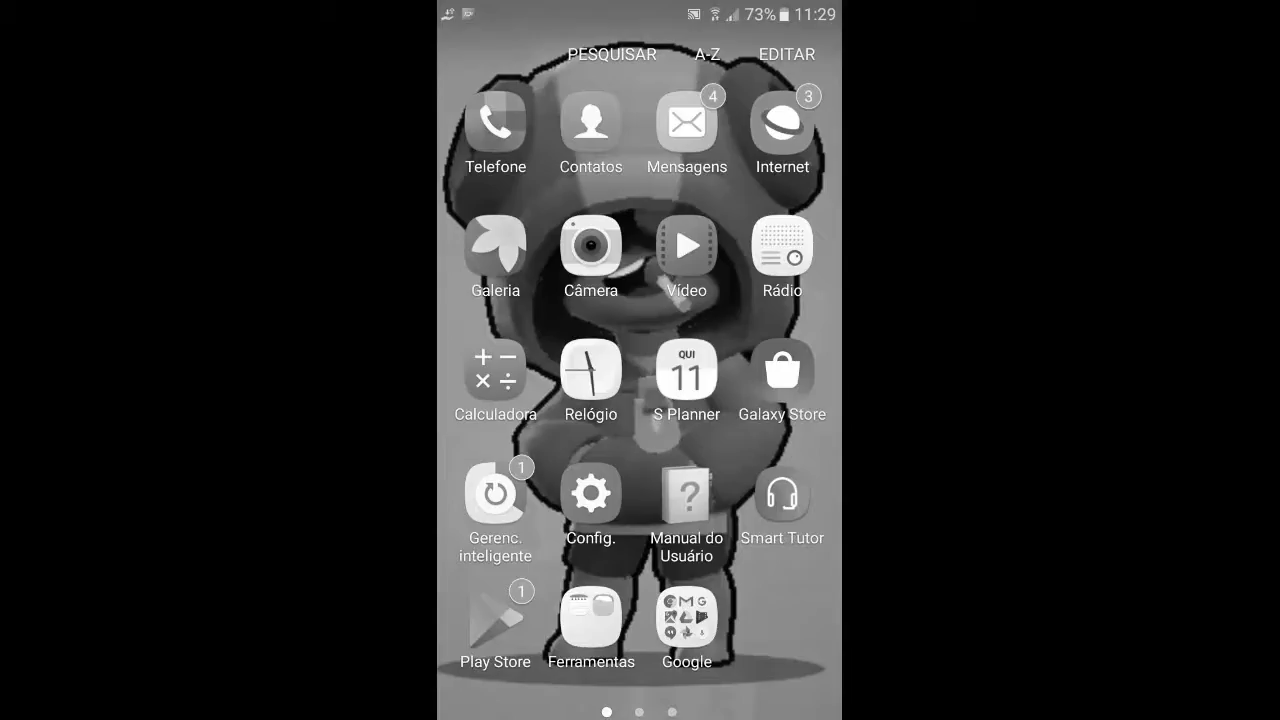 73% 11:29
PESQUISAR A-Z EDITAR
4 3
Telefone Contatos Mensagens Internet
Galeria Câmera Vídeo Rádio
QUI
11
Calculadora Relógio S Planner Galaxy Store
1
?
Gerenc. inteligente Config. Manual do Usuário Smart Tutor
1
Play Store Ferramentas Google